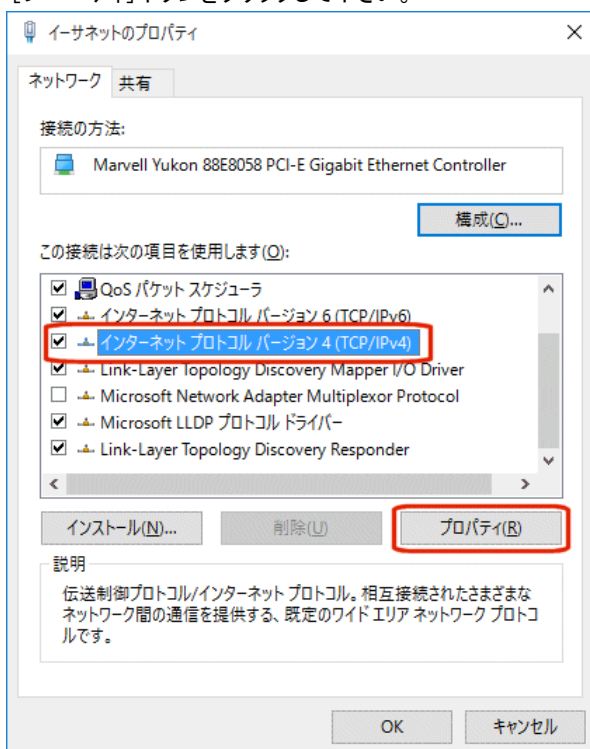 イーサネットのプロパティ
ネットワーク 共有
接続の方法:
Marvell Yukon 88E8058 PCI-E Gigabit Ethernet Controller
構成(C)...
この接続は次の項目を使用します(O):
QoS パケット スケジューラ
インターネット プロトコル バージョン 6 (TCP/IPv6)
インターネット プロトコル バージョン 4 (TCP/IPv4)
Link-Layer Topology Discovery Mapper I/O Driver
Microsoft Network Adapter Multiplexor Protocol
Microsoft LLDP プロトコル ドライバー
Link-Layer Topology Discovery Responder
インストール(N)... 削除(U) プロパティ(R)
説明
伝送制御プロトコル/インターネット プロトコル。相互接続されたさまざまな
ネットワーク間の通信を提供する、既定のワイド エリア ネットワーク プロトコ
ルです。
OK キャンセル